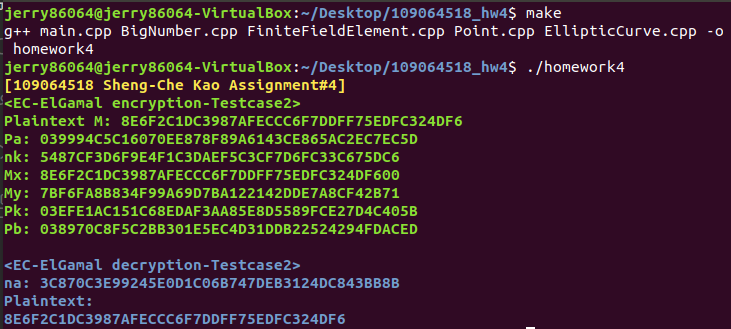 jerry86064@jerry86064-VirtualBox:~/Desktop/109064518_hw4$ make
g++ main.cpp BigNumber.cpp FiniteFieldElement.cpp Point.cpp EllipticCurve.cpp -o
 homework4
jerry86064@jerry86064-VirtualBox:~/Desktop/109064518_hw4$ ./homework4
[109064518 Sheng-Che Kao Assignment#4]
<EC-ElGamal encryption-Testcase2>
Plaintext M: 8E6F2C1DC3987AFECCC6F7DDFF75EDFC324DF6
Pa: 039994C5C16070EE878F89A6143CE865AC2EC7EC5D
nk: 5487CF3D6F9E4F1C3DAEF5C3CF7D6FC33C675DC6
Mx: 8E6F2C1DC3987AFECCC6F7DDFF75EDFC324DF600
My: 7BF6FA8B834F99A69D7BA122142DDE7A8CF42B71
Pk: 03EFE1AC151C68EDAF3AA85E8D5589FCE27D4C405B
Pb: 038970C8F5C2BB301E5EC4D31DDB22524294FDACED
<EC-ElGamal decryption-Testcase2>
na: 3C870C3E99245E0D1C06B747DEB3124DC843BB8B
Plaintext:
8E6F2C1DC3987AFECCC6F7DDFF75EDFC324DF6